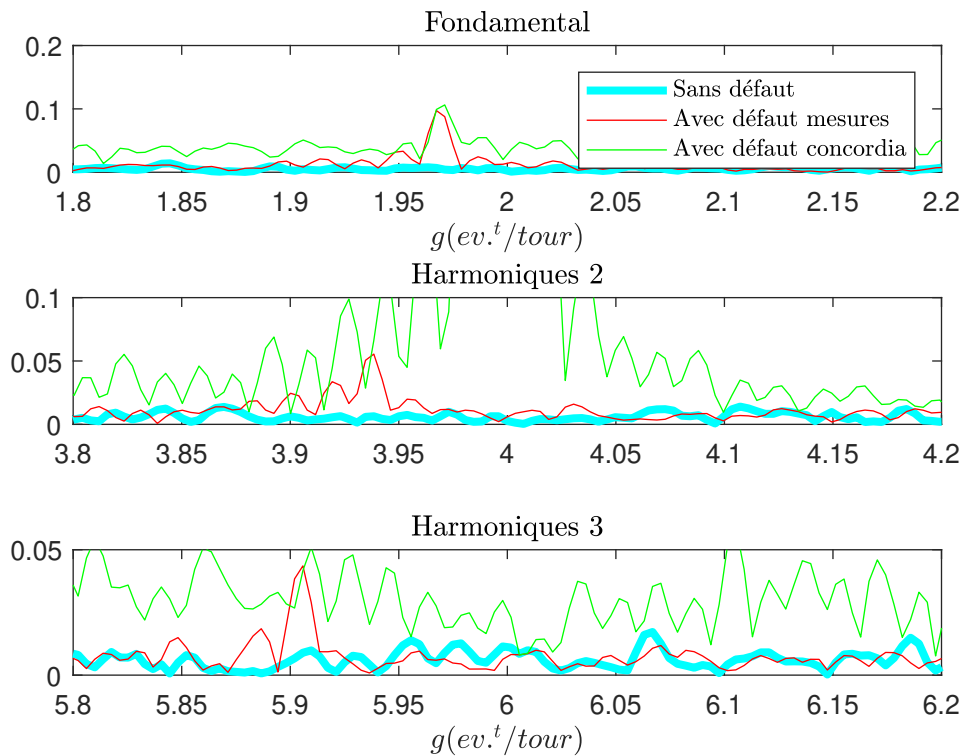 Fondamental
0.2
0.1
0
Sans défaut
Avec défaut mesures
Avec défaut concordia
1.8 1.85 1.9 1.95 2 2.05 2.1 2.15 2.2
g(ev.ᵗ/tour)
Harmoniques 2
0.1
0.05
0
3.8 3.85 3.9 3.95 4 4.05 4.1 4.15 4.2
Harmoniques 3
0.05
0
5.8 5.85 5.9 5.95 6 6.05 6.1 6.15 6.2
g(ev.ᵗ/tour)